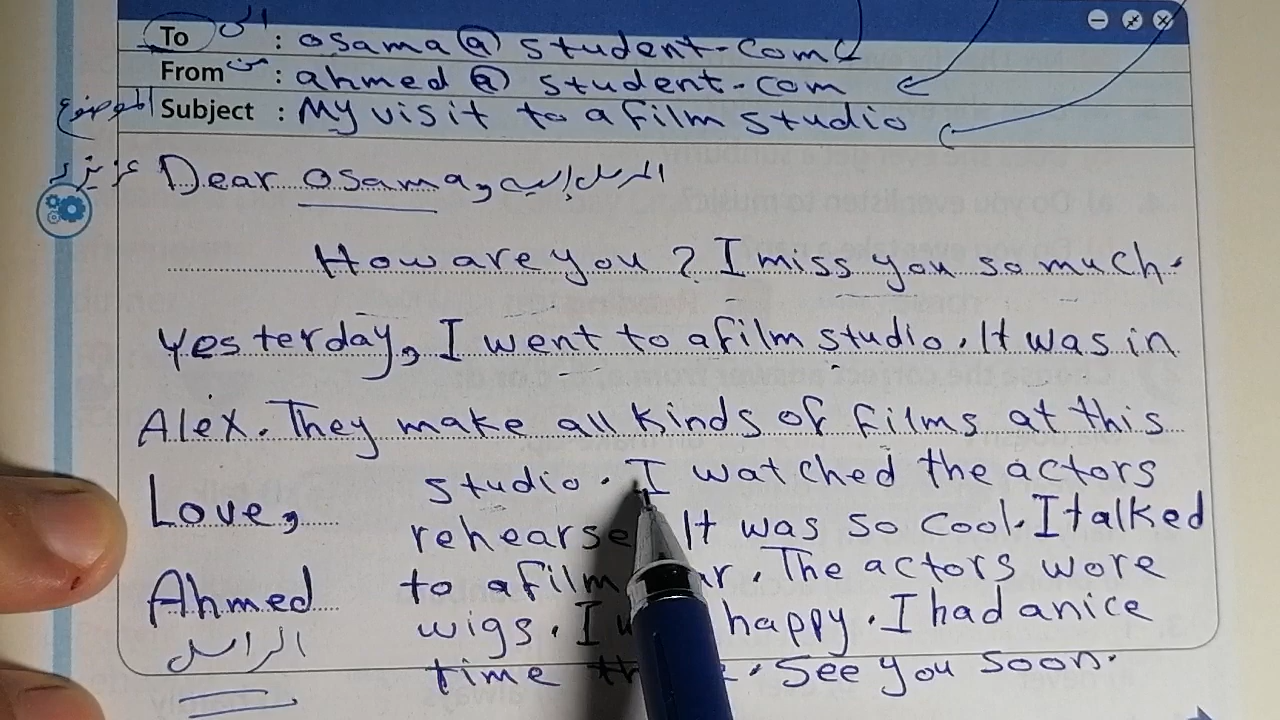 To الى : osama@student.com
From من : ahmed@student.com
الموضوع Subject : My visit to a film studio
عزيزى Dear Osama, المرسل إليه
How are you? I miss you so much.
Yesterday, I went to a film studio. It was in
Alex. They make all kinds of films at this
studio. I watched the actors
Love,
rehearse It was so cool. I talked
to a film The actors wore
Ahmed
wigs. I happy. I had a nice
الراسل
time See you soon.